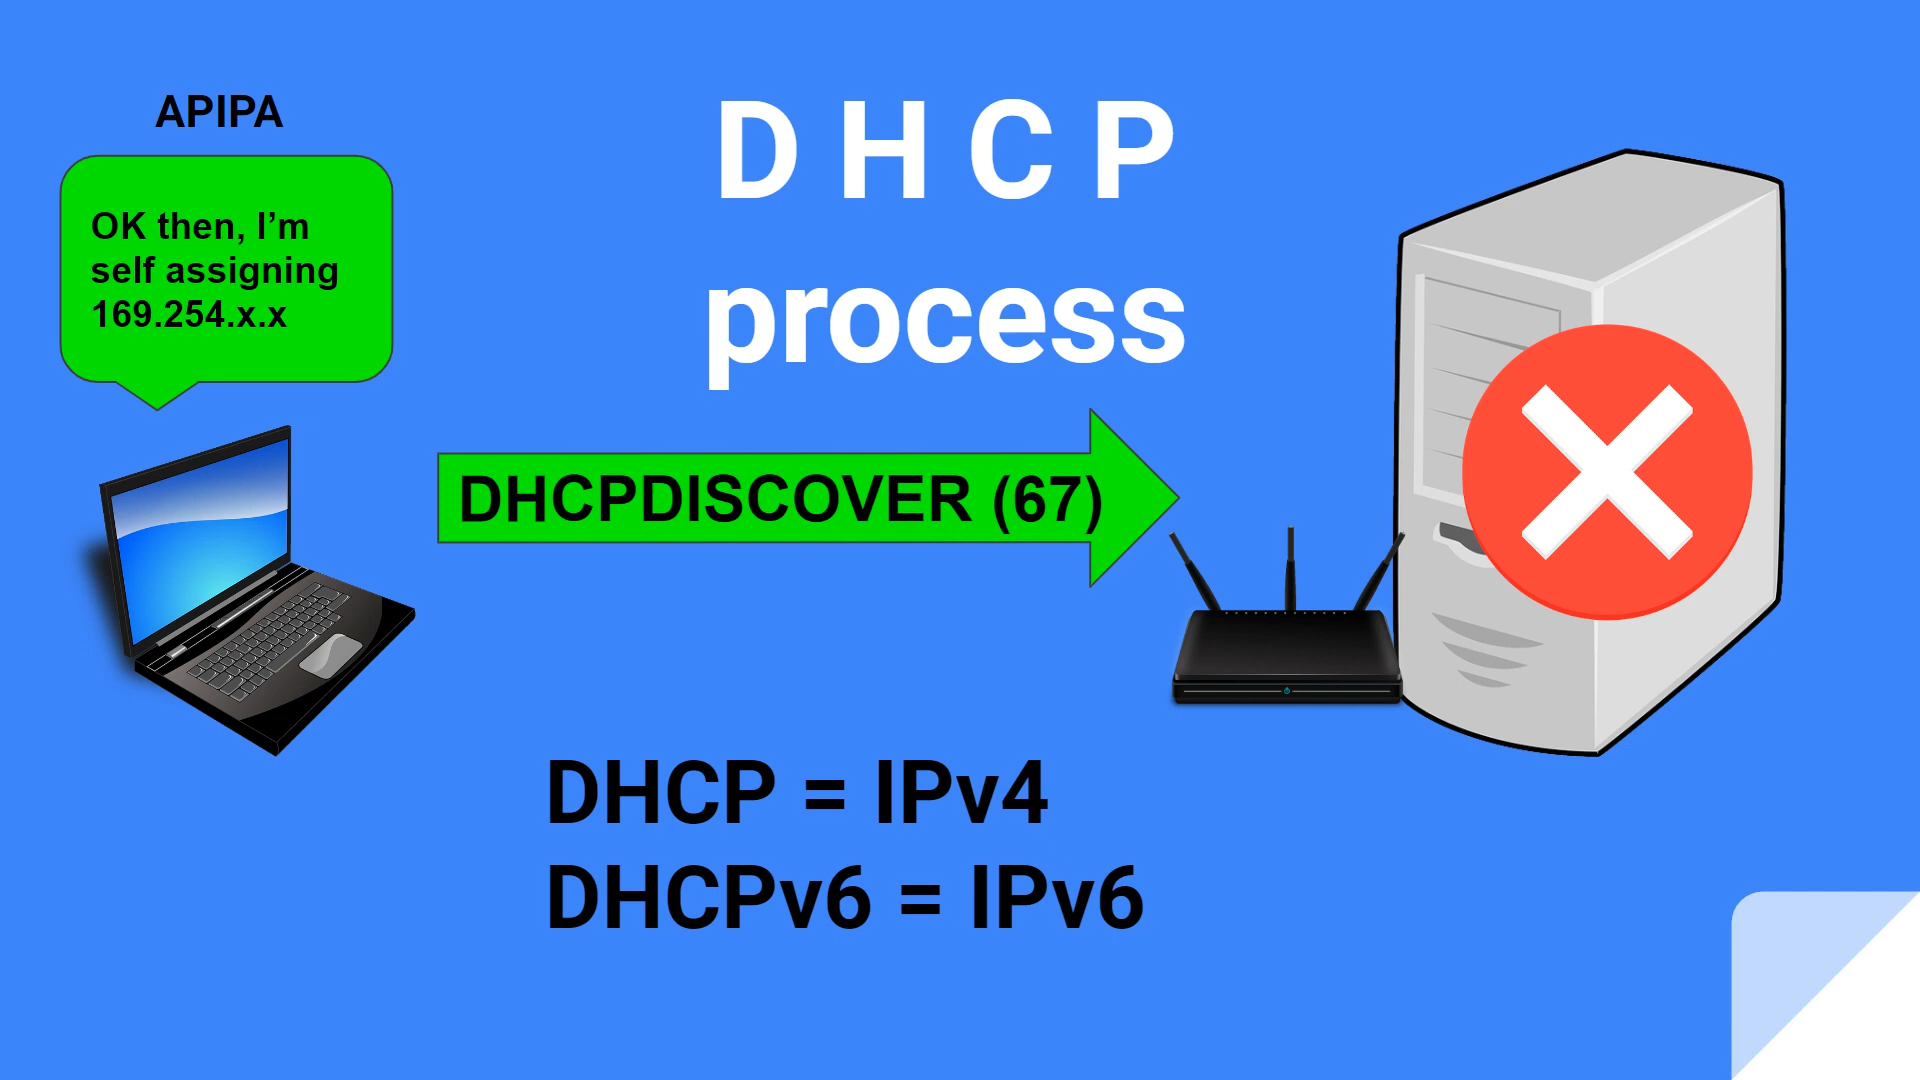 APIPA
OK then, I’m
self assigning
169.254.x.x
D H C P
process
DHCPDISCOVER (67)
DHCP = IPv4
DHCPv6 = IPv6